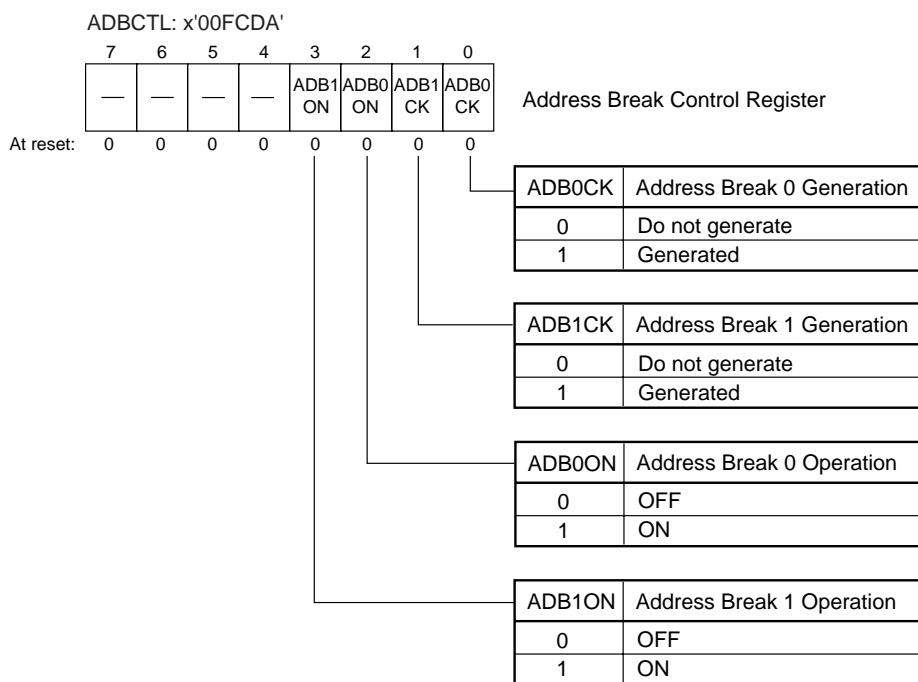 ADBCTL: x'00FCDA'
7 6 5 4 3 2 1 0
— — — — ADB1 ON ADB0 ON ADB1 CK ADB0 CK
Address Break Control Register
At reset: 0 0 0 0 0 0 0 0
ADB0CK Address Break 0 Generation
0 Do not generate
1 Generated
ADB1CK Address Break 1 Generation
0 Do not generate
1 Generated
ADB0ON Address Break 0 Operation
0 OFF
1 ON
ADB1ON Address Break 1 Operation
0 OFF
1 ON